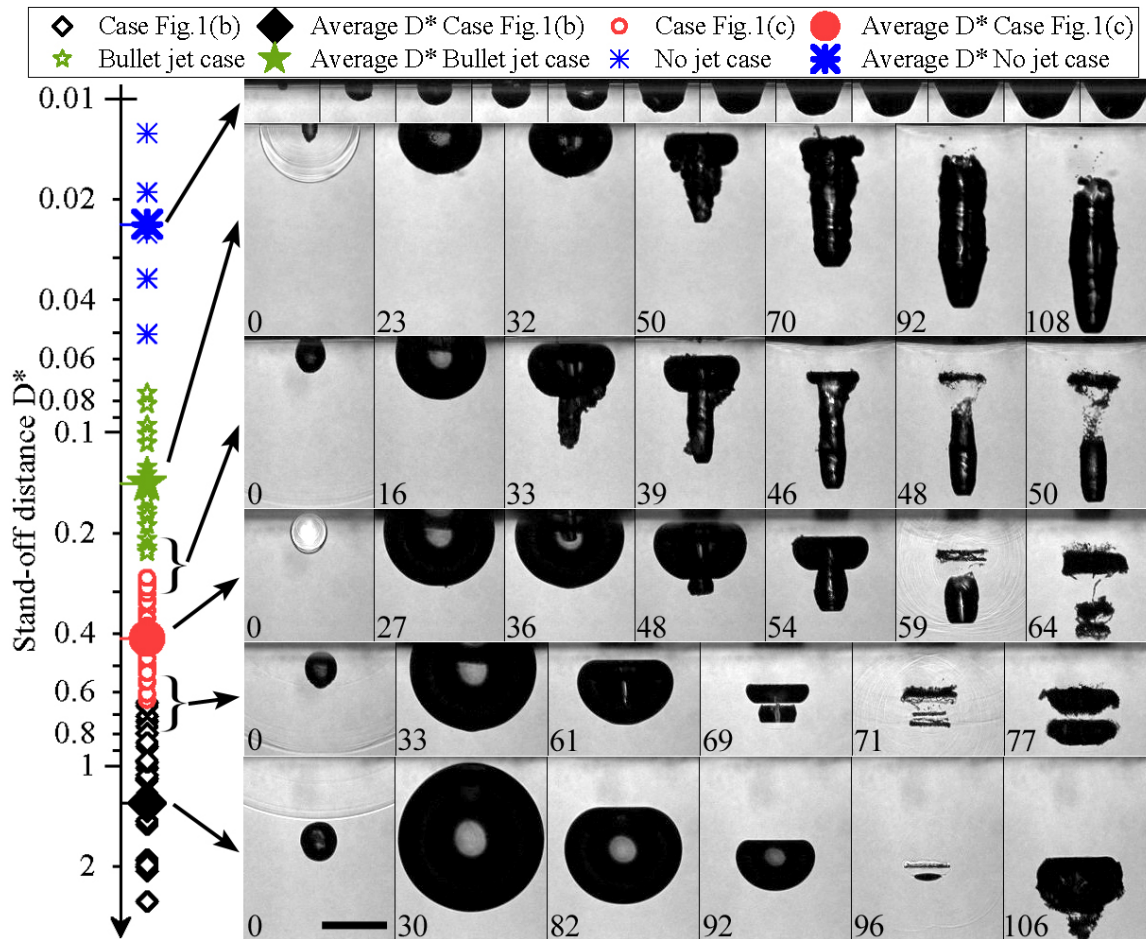 Case Fig.1(b) Average D* Case Fig.1(b) Case Fig.1(c) Average D* Case Fig.1(c)
Bullet jet case Average D* Bullet jet case No jet case Average D* No jet case
Stand-off distance D*
0.01
0.02
0.04
0.06
0.08
0.1
0.2
0.4
0.6
0.8
1
2
0 23 32 50 70 92 108
0 16 33 39 46 48 50
0 27 36 48 54 59 64
0 33 61 69 71 77
0 30 82 92 96 106